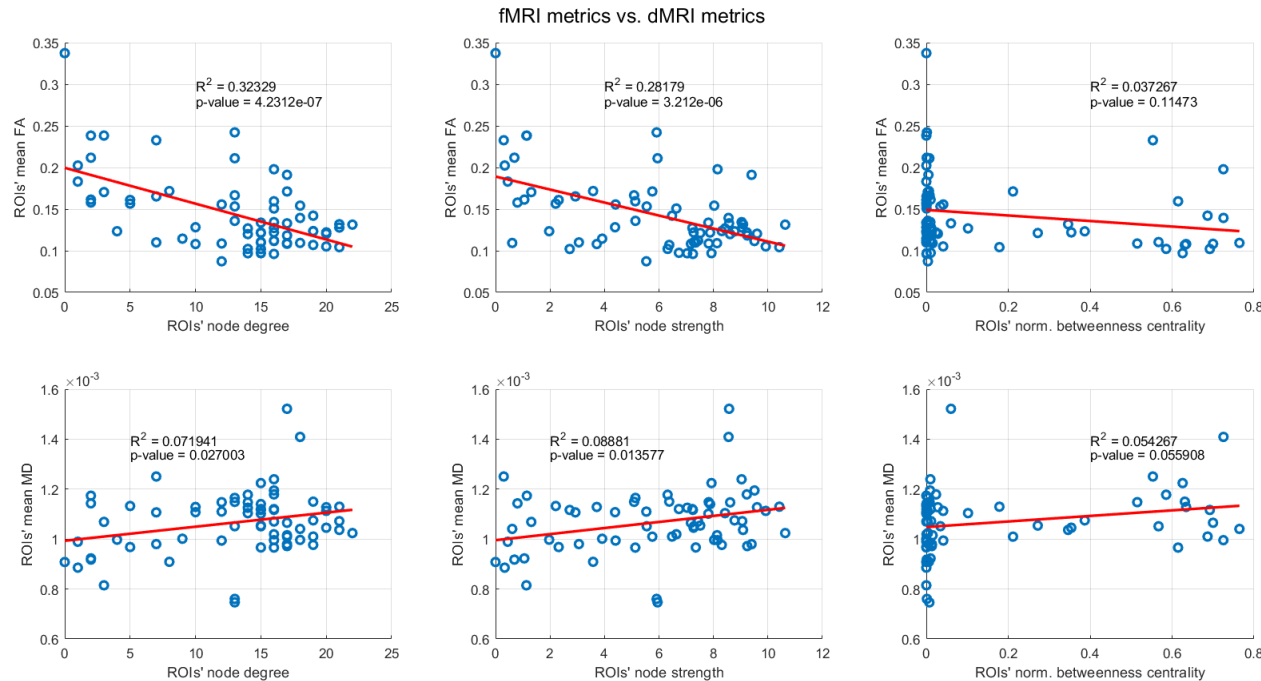 fMRI metrics vs. dMRI metrics
0.35
0.3
0.25
0.2
0.15
0.1
0.05
ROIs' mean FA
R² = 0.32329
p-value = 4.2312e-07
0 5 10 15 20 25
ROIs' node degree
0.35
0.3
0.25
0.2
0.15
0.1
0.05
ROIs' mean FA
R² = 0.28179
p-value = 3.212e-06
0 2 4 6 8 10 12
ROIs' node strength
0.35
0.3
0.25
0.2
0.15
0.1
0.05
ROIs' mean FA
R² = 0.037267
p-value = 0.11473
0 0.2 0.4 0.6 0.8
ROIs' norm. betweenness centrality
×10⁻³
1.6
1.4
1.2
1
0.8
0.6
ROIs' mean MD
R² = 0.071941
p-value = 0.027003
0 5 10 15 20 25
ROIs' node degree
×10⁻³
1.6
1.4
1.2
1
0.8
0.6
ROIs' mean MD
R² = 0.08881
p-value = 0.013577
0 2 4 6 8 10 12
ROIs' node strength
×10⁻³
1.6
1.4
1.2
1
0.8
0.6
ROIs' mean MD
R² = 0.054267
p-value = 0.055908
0 0.2 0.4 0.6 0.8
ROIs' norm. betweenness centrality